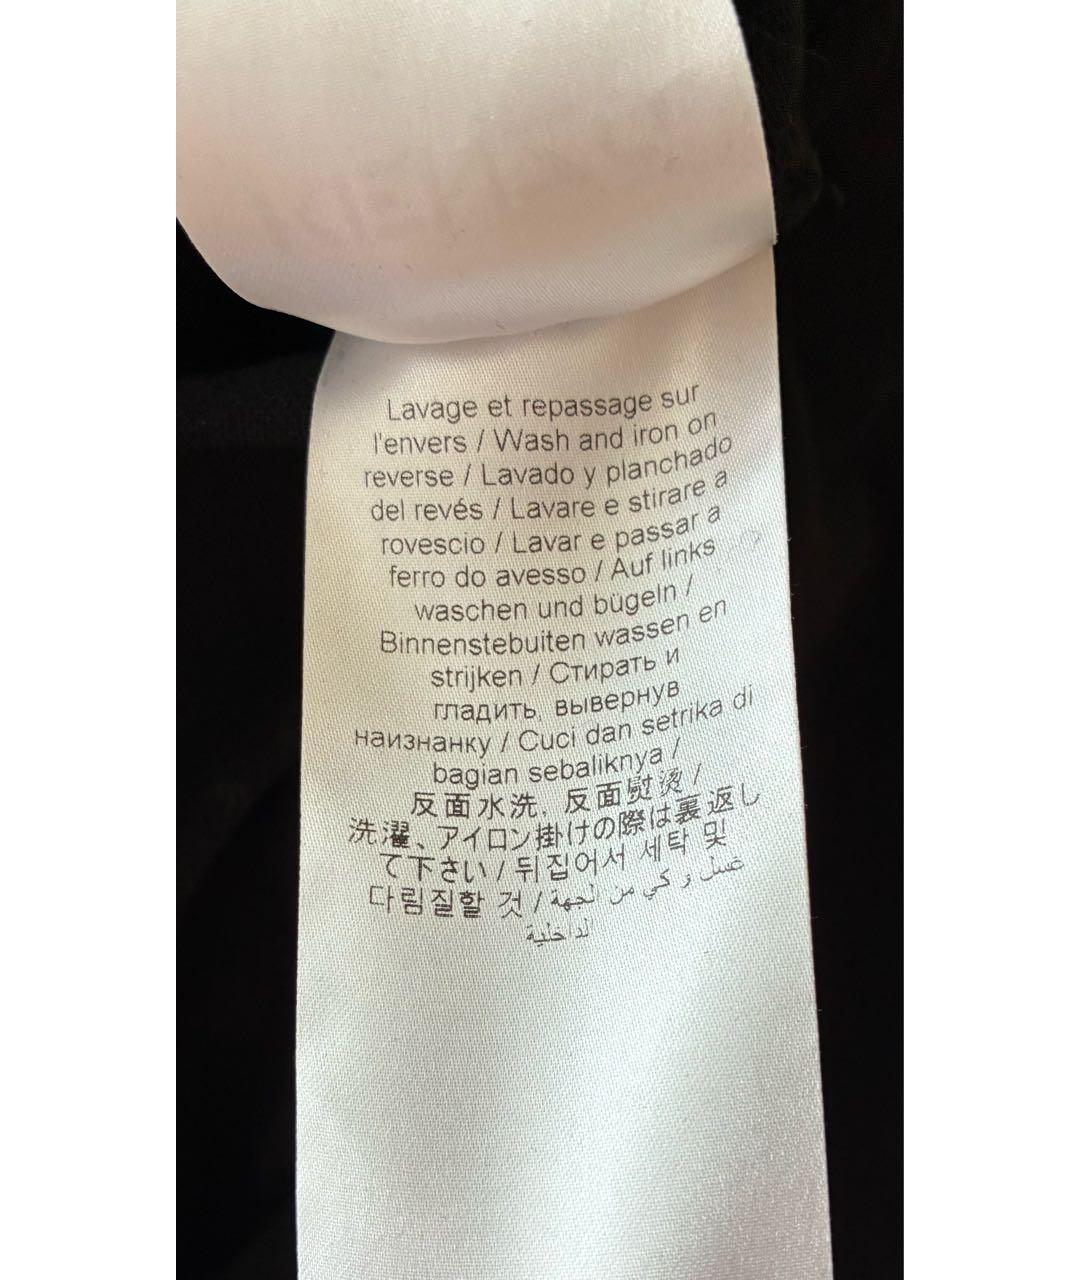 Lavage et repassage sur
l'envers / Wash and iron on
reverse / Lavado y planchado
del revés / Lavare e stirare a
rovescio / Lavar e passar a
ferro do avesso / Auf links
waschen und bügeln /
Binnenstebuiten wassen en
strijken / Стирать и
гладить, вывернув
наизнанку / Cuci dan setrika di
bagian sebaliknya /
反面水洗，反面熨烫 /
洗濯、アイロン掛けの際は裏返し
て下さい / 뒤집어서 세탁 및
다림질할 것 / غسل و كي من لجهة
لداخلية